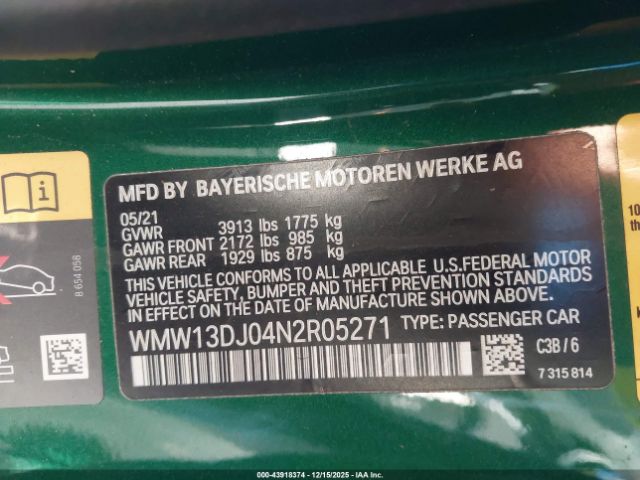 MFD BY BAYERISCHE MOTOREN WERKE AG
05/21
GVWR 3913 lbs 1775 kg
GAWR FRONT 2172 lbs 985 kg
GAWR REAR 1929 lbs 875 kg
THIS VEHICLE CONFORMS TO ALL APPLICABLE U.S.FEDERAL MOTOR
VEHICLE SAFETY, BUMPER AND THEFT PREVENTION STANDARDS
IN EFFECT ON THE DATE OF MANUFACTURE SHOWN ABOVE.
WMW13DJ04N2R05271 TYPE: PASSENGER CAR
C3B / 6
7 315 814
8 654 058
10
th
000-43918374 | 12/15/2025 - IAA Inc.